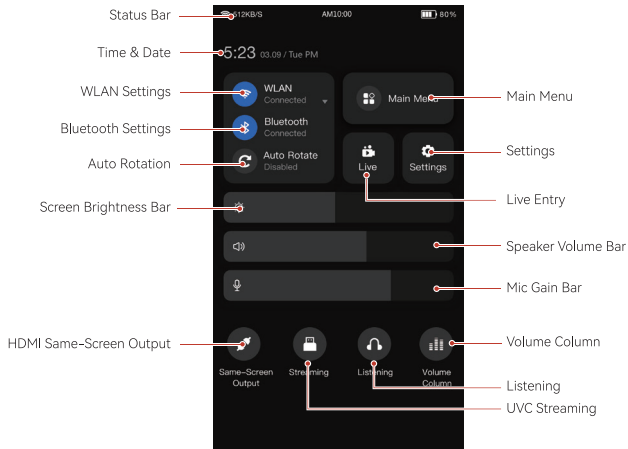 Status Bar
512KB/S AM10:00 80%
Time & Date
5:23 03.09 / Tue PM
WLAN Settings
WLAN
Connected
Main Menu
Main Menu
Bluetooth Settings
Bluetooth
Connected
Auto Rotation
Auto Rotate
Disabled
Live
Settings
Settings
Live Entry
Screen Brightness Bar
Speaker Volume Bar
Mic Gain Bar
HDMI Same-Screen Output
Volume Column
Same-Screen
Output
Streaming
Listening
Volume
Column
Listening
UVC Streaming